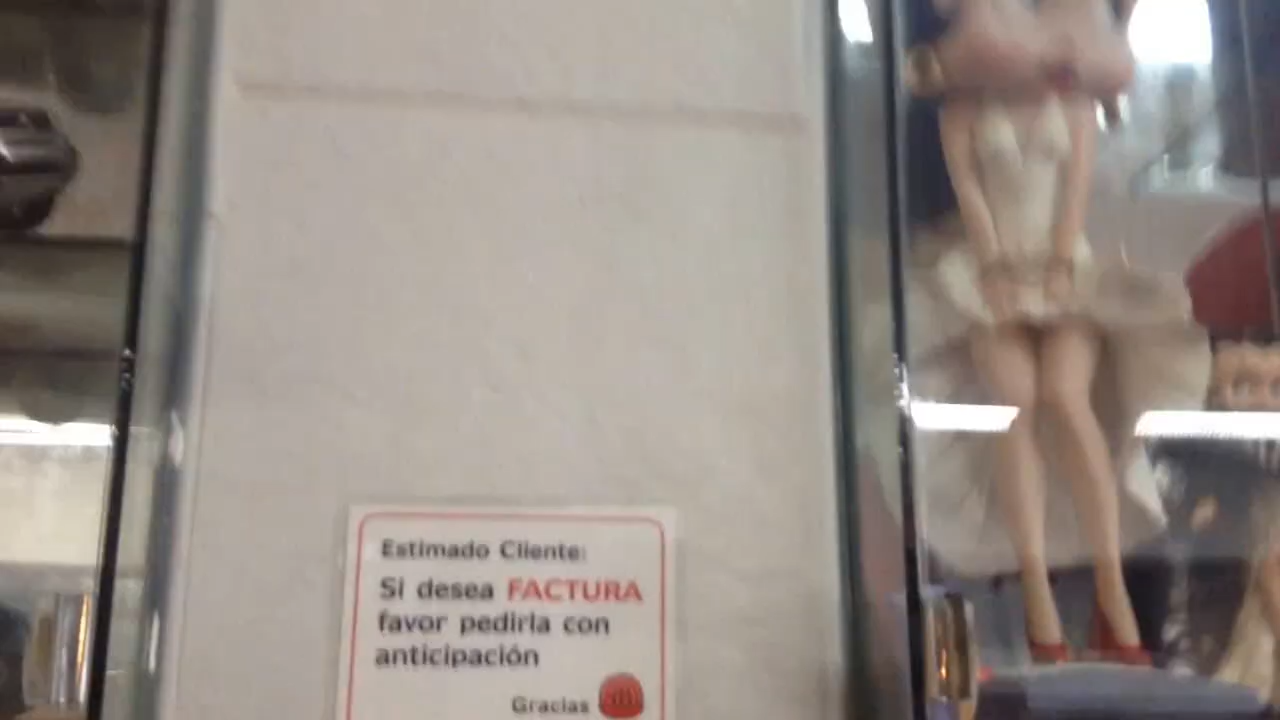 Estimado Cliente:
Si desea FACTURA
favor pedirla con
anticipación
Gracias